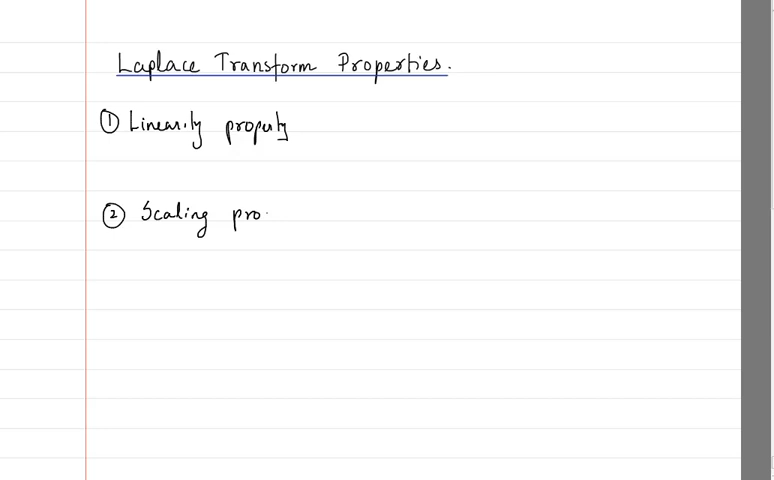 Laplace Transform Properties.
① Linearity property
② Scaling pro